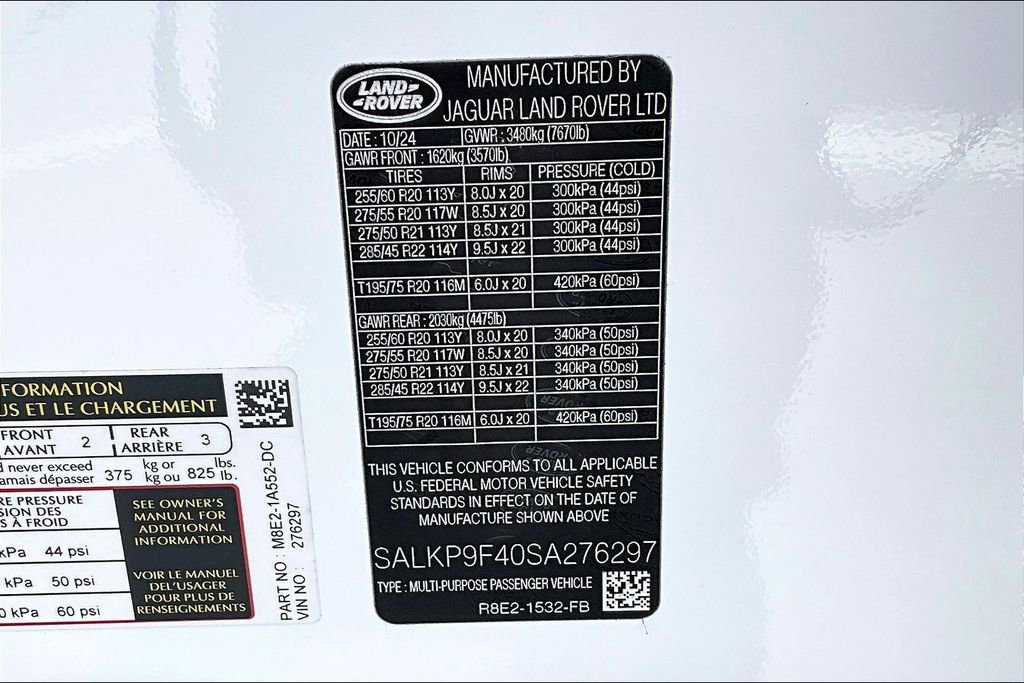 LAND-
-ROVER
MANUFACTURED BY
JAGUAR LAND ROVER LTD
DATE : 10/24 GVWR : 3480kg (7670lb)
GAWR FRONT : 1620kg (3570lb)
TIRES RIMS PRESSURE (COLD)
255/60 R20 113Y 8.0J x 20 300kPa (44psi)
275/55 R20 117W 8.5J x 20 300kPa (44psi)
275/50 R21 113Y 8.5J x 21 300kPa (44psi)
285/45 R22 114Y 9.5J x 22 300kPa (44psi)
T195/75 R20 116M 6.0J x 20 420kPa (60psi)
GAWR REAR : 2030kg (4475lb)
255/60 R20 113Y 8.0J x 20 340kPa (50psi)
275/55 R20 117W 8.5J x 20 340kPa (50psi)
275/50 R21 113Y 8.5J x 21 340kPa (50psi)
285/45 R22 114Y 9.5J x 22 340kPa (50psi)
T195/75 R20 116M 6.0J x 20 420kPa (60psi)
THIS VEHICLE CONFORMS TO ALL APPLICABLE
U.S. FEDERAL MOTOR VEHICLE SAFETY
STANDARDS IN EFFECT ON THE DATE OF
MANUFACTURE SHOWN ABOVE
SALKP9F40SA276297
TYPE : MULTI-PURPOSE PASSENGER VEHICLE
R8E2-1532-FB
FORMATION
US ET LE CHARGEMENT
FRONT
AVANT 2 REAR
ARRIÈRE 3
never exceed
jamais dépasser 375 kg or
kg ou 825 lbs.
lb.
RE PRESSURE
SION DES
S À FROID
kPa 44 psi
kPa 50 psi
0 kPa 60 psi
SEE OWNER'S
MANUAL FOR
ADDITIONAL
INFORMATION
VOIR LE MANUEL
DEL'USAGER
POUR PLUS DE
RENSEIGNEMENTS
PART NO : M8E2-1A552-DC
VIN NO : 276297